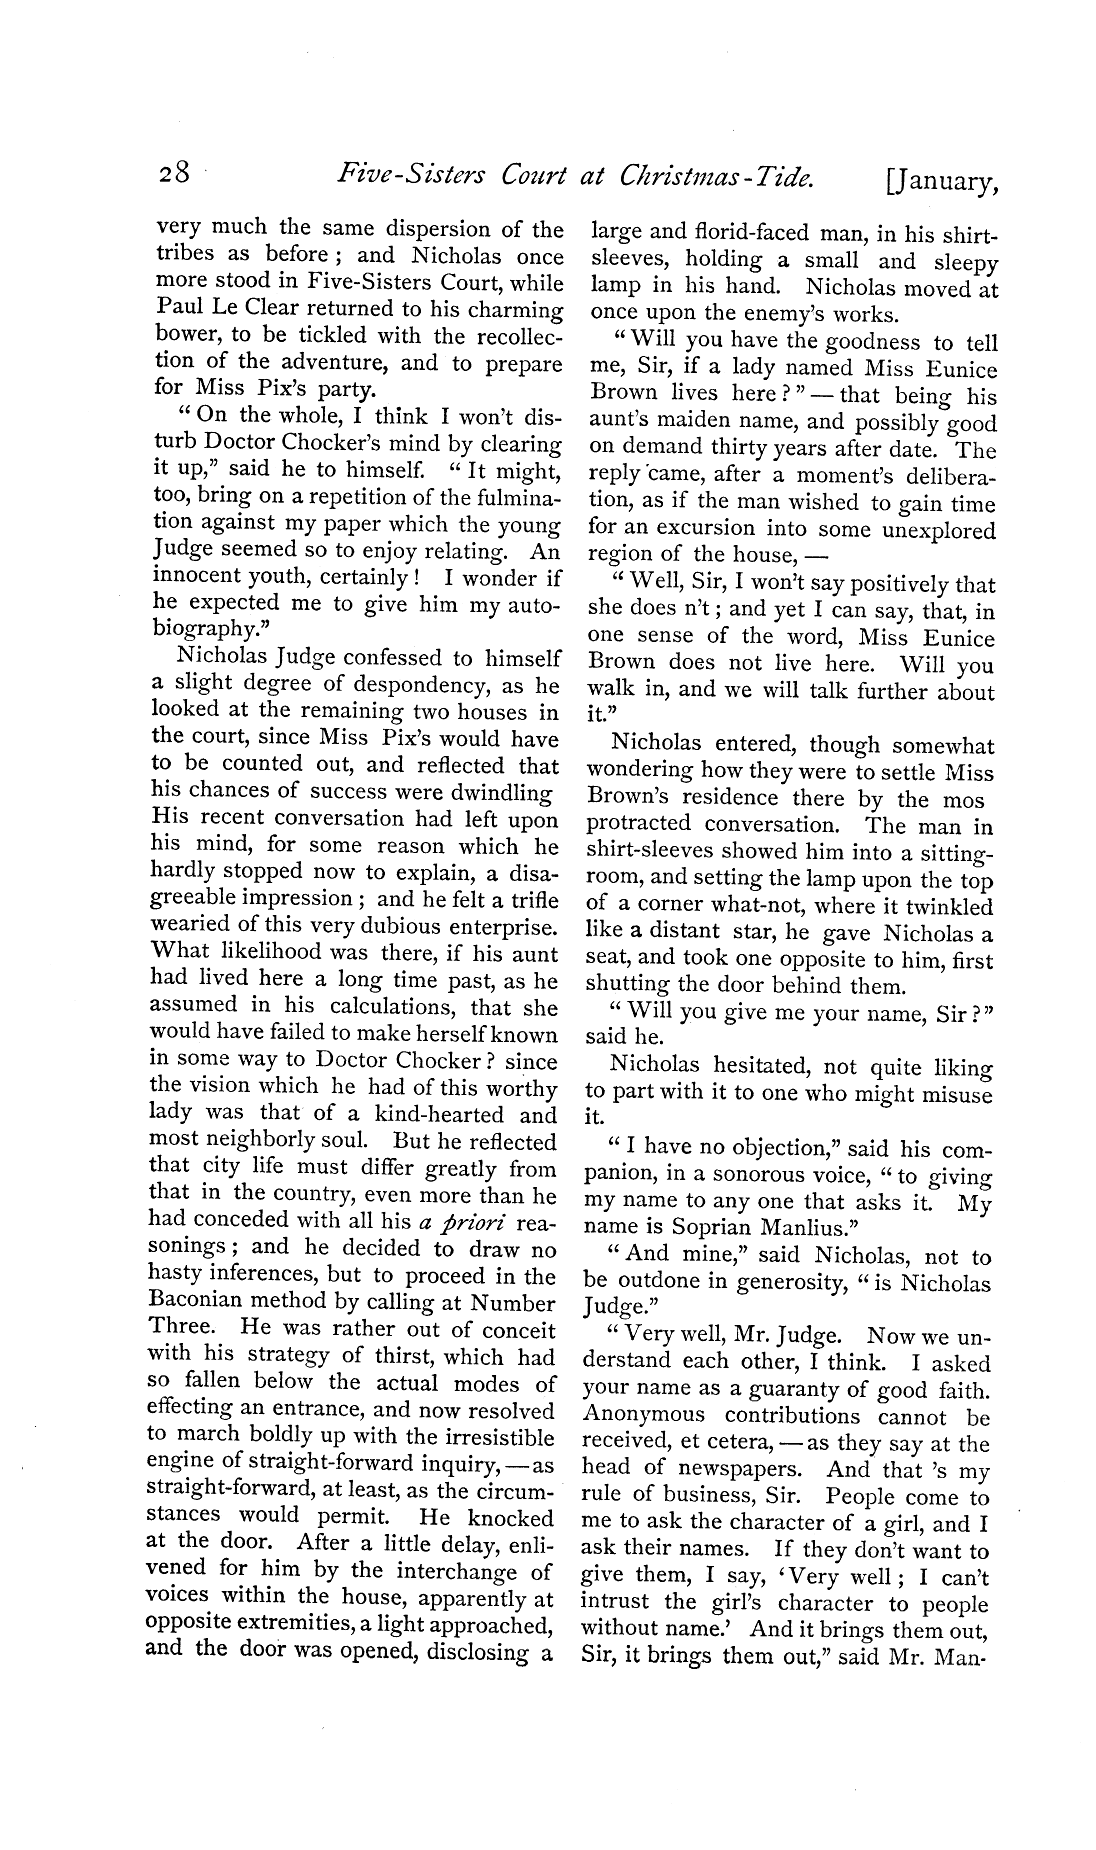 28 Five-Sisters Court at Christmas-Tide. [January,
very much the same dispersion of the
tribes as before ; and Nicholas once
more stood in Five-Sisters Court, while
Paul Le Clear returned to his charming
bower, to be tickled with the recollec-
tion of the adventure, and to prepare
for Miss Pix's party.
“ On the whole, I think I won't dis-
turb Doctor Chocker's mind by clearing
it up,” said he to himself. “ It might,
too, bring on a repetition of the fulmina-
tion against my paper which the young
Judge seemed so to enjoy relating. An
innocent youth, certainly ! I wonder if
he expected me to give him my auto-
biography.”
Nicholas Judge confessed to himself
a slight degree of despondency, as he
looked at the remaining two houses in
the court, since Miss Pix's would have
to be counted out, and reflected that
his chances of success were dwindling
His recent conversation had left upon
his mind, for some reason which he
hardly stopped now to explain, a disa-
greeable impression ; and he felt a trifle
wearied of this very dubious enterprise.
What likelihood was there, if his aunt
had lived here a long time past, as he
assumed in his calculations, that she
would have failed to make herself known
in some way to Doctor Chocker ? since
the vision which he had of this worthy
lady was that of a kind-hearted and
most neighborly soul. But he reflected
that city life must differ greatly from
that in the country, even more than he
had conceded with all his a priori rea-
sonings ; and he decided to draw no
hasty inferences, but to proceed in the
Baconian method by calling at Number
Three. He was rather out of conceit
with his strategy of thirst, which had
so fallen below the actual modes of
effecting an entrance, and now resolved
to march boldly up with the irresistible
engine of straight-forward inquiry, — as
straight-forward, at least, as the circum-
stances would permit. He knocked
at the door. After a little delay, enli-
vened for him by the interchange of
voices within the house, apparently at
opposite extremities, a light approached,
and the door was opened, disclosing a
large and florid-faced man, in his shirt-
sleeves, holding a small and sleepy
lamp in his hand. Nicholas moved at
once upon the enemy's works.
“ Will you have the goodness to tell
me, Sir, if a lady named Miss Eunice
Brown lives here ? ” — that being his
aunt's maiden name, and possibly good
on demand thirty years after date. The
reply came, after a moment's delibera-
tion, as if the man wished to gain time
for an excursion into some unexplored
region of the house, —
“ Well, Sir, I won't say positively that
she does n't ; and yet I can say, that, in
one sense of the word, Miss Eunice
Brown does not live here. Will you
walk in, and we will talk further about
it.”
Nicholas entered, though somewhat
wondering how they were to settle Miss
Brown's residence there by the mos
protracted conversation. The man in
shirt-sleeves showed him into a sitting-
room, and setting the lamp upon the top
of a corner what-not, where it twinkled
like a distant star, he gave Nicholas a
seat, and took one opposite to him, first
shutting the door behind them.
“ Will you give me your name, Sir ? ”
said he.
Nicholas hesitated, not quite liking
to part with it to one who might misuse
it.
“ I have no objection,” said his com-
panion, in a sonorous voice, “ to giving
my name to any one that asks it. My
name is Soprian Manlius.”
“ And mine,” said Nicholas, not to
be outdone in generosity, “ is Nicholas
Judge.”
“ Very well, Mr. Judge. Now we un-
derstand each other, I think. I asked
your name as a guaranty of good faith.
Anonymous contributions cannot be
received, et cetera, — as they say at the
head of newspapers. And that 's my
rule of business, Sir. People come to
me to ask the character of a girl, and I
ask their names. If they don't want to
give them, I say, ‘Very well ; I can't
intrust the girl's character to people
without name.’ And it brings them out,
Sir, it brings them out,” said Mr. Man-